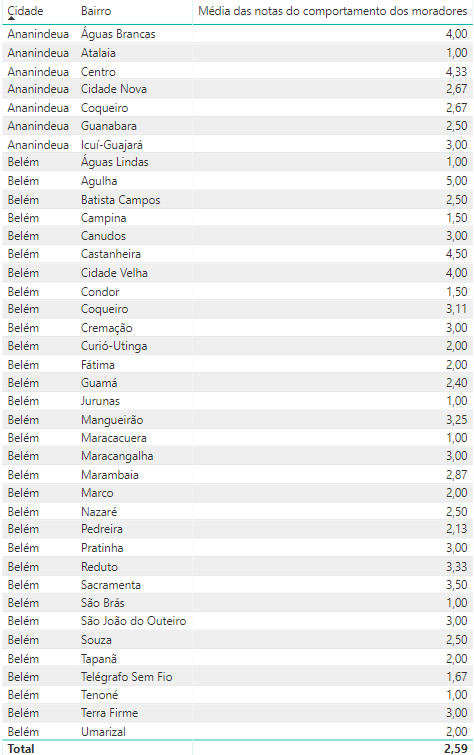 Cidade Bairro Média das notas do comportamento dos moradores
Ananindeua Águas Brancas 4,00
Ananindeua Atalaia 1,00
Ananindeua Centro 4,33
Ananindeua Cidade Nova 2,67
Ananindeua Coqueiro 2,67
Ananindeua Guanabara 2,50
Ananindeua Icuí-Guajará 3,00
Belém Águas Lindas 1,00
Belém Agulha 5,00
Belém Batista Campos 2,50
Belém Campina 1,50
Belém Canudos 3,00
Belém Castanheira 4,50
Belém Cidade Velha 4,00
Belém Condor 1,50
Belém Coqueiro 3,11
Belém Cremação 3,00
Belém Curió-Utinga 2,00
Belém Fátima 2,00
Belém Guamá 2,40
Belém Jurunas 1,00
Belém Mangueirão 3,25
Belém Maracacuera 1,00
Belém Maracangalha 3,00
Belém Marambaia 2,87
Belém Marco 2,00
Belém Nazaré 2,50
Belém Pedreira 2,13
Belém Pratinha 3,00
Belém Reduto 3,33
Belém Sacramenta 3,50
Belém São Brás 1,00
Belém São João do Outeiro 3,00
Belém Souza 2,50
Belém Tapanã 2,00
Belém Telégrafo Sem Fio 1,67
Belém Tenoné 1,00
Belém Terra Firme 3,00
Belém Umarizal 2,00
Total 2,59